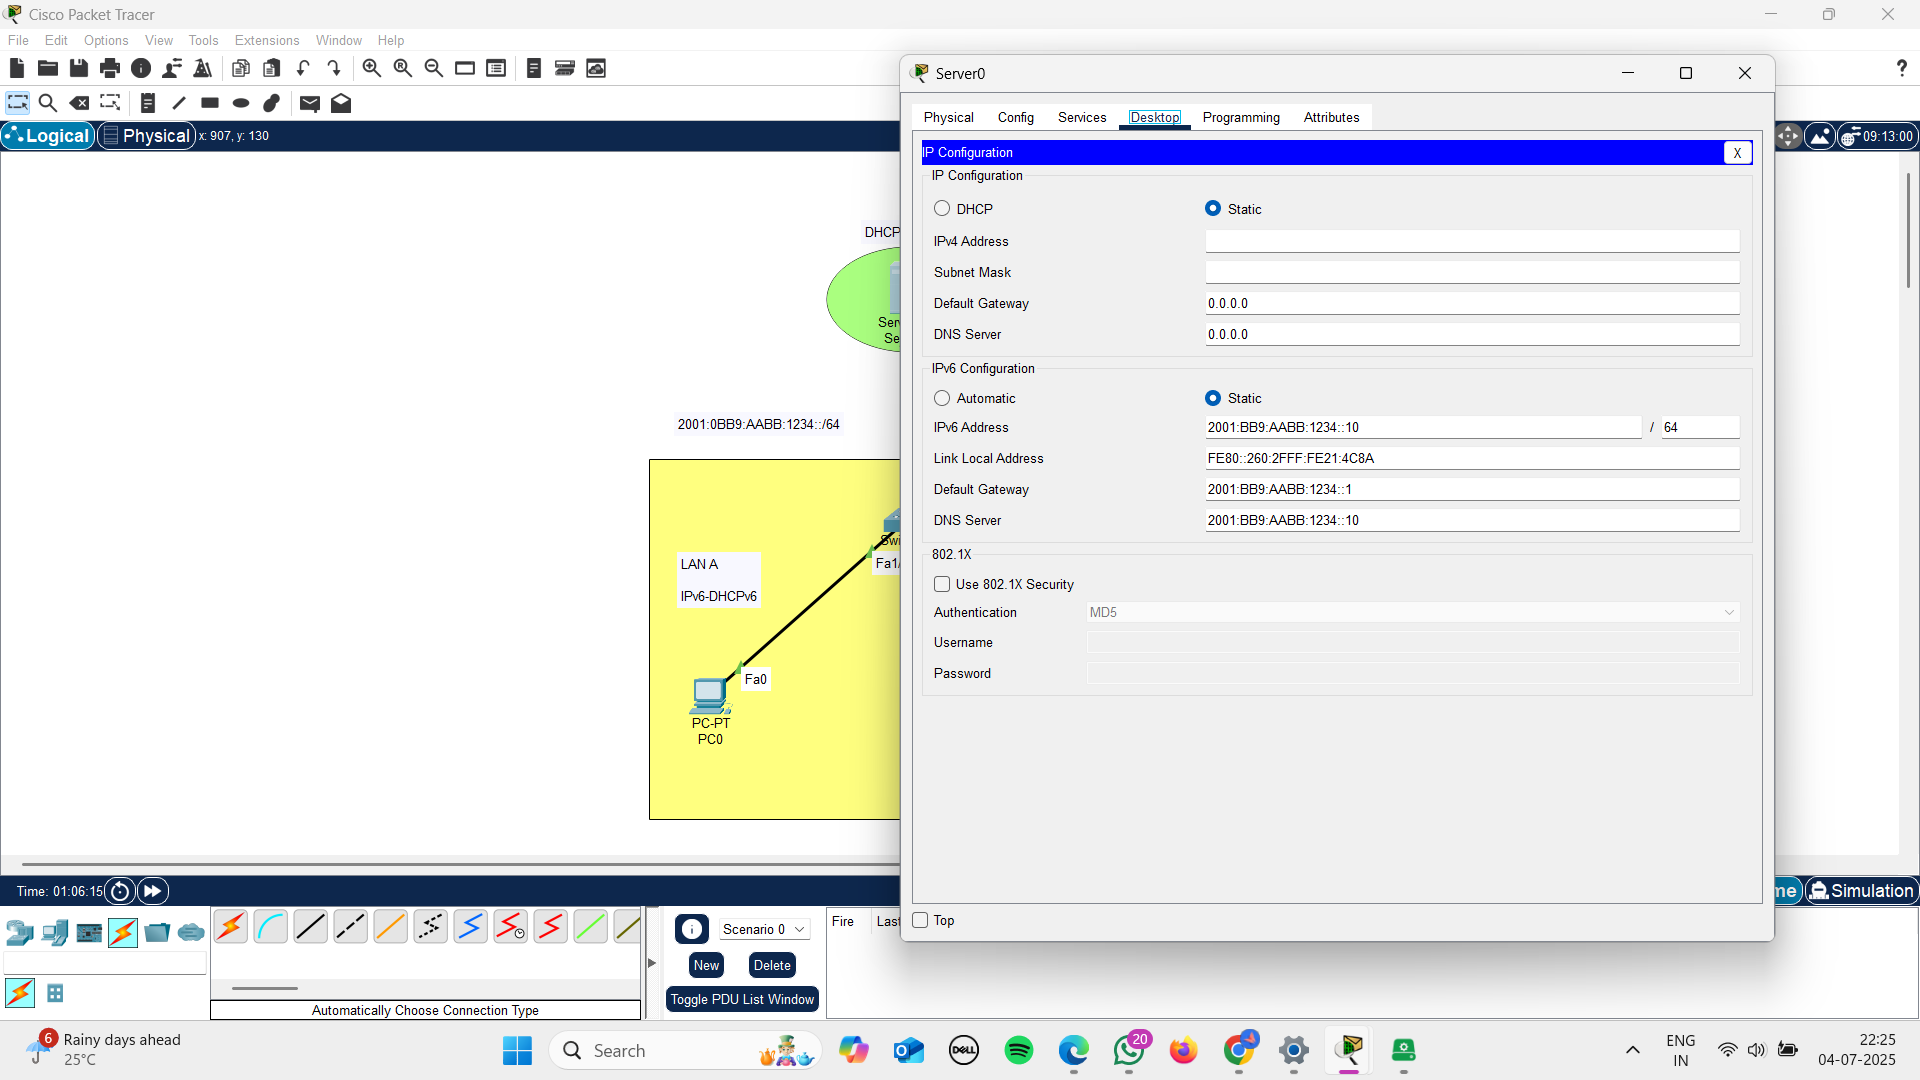 Cisco Packet Tracer
File Edit Options View Tools Extensions Window Help
Logical Physical x: 907, y: 130
09:13:00
DHCP
2001:0BB9:AABB:1234::/64
LAN A
IPv6-DHCPv6
Fa1/
Fa0
PC-PT
PC0
Server0
Physical Config Services Desktop Programming Attributes
IP Configuration X
IP Configuration
DHCP Static
IPv4 Address
Subnet Mask
Default Gateway 0.0.0.0
DNS Server 0.0.0.0
IPv6 Configuration
Automatic Static
IPv6 Address 2001:BB9:AABB:1234::10 / 64
Link Local Address FE80::260:2FFF:FE21:4C8A
Default Gateway 2001:BB9:AABB:1234::1
DNS Server 2001:BB9:AABB:1234::10
802.1X
Use 802.1X Security
Authentication MD5
Username
Password
Top
Time: 01:06:15
me Simulation
Scenario 0
New Delete
Toggle PDU List Window
Fire Last
Automatically Choose Connection Type
6
Rainy days ahead
25°C
Search
DELL
20
ENG
IN
22:25
04-07-2025